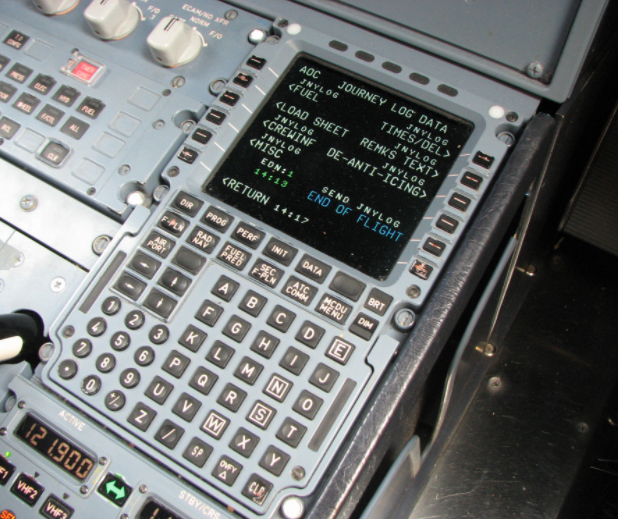 F/O
ECAM/ND XFR
NORM
F/O
FUEL
ALL
CLR
AOC JOURNEY LOG DATA
JNYLOG JNYLOG
<FUEL TIMES/DEL>
JNYLOG JNYLOG
<LOAD SHEET REMKS TEXT>
JNYLOG JNYLOG
<CREWINF DE-ANTI-ICING>
JNYLOG
<MISC
EON:1
14:13
SEND JNYLOG
END OF FLIGHT
<RETURN 14:17
DIR PROG PERF INIT DATA
F-PLN RAD NAV FUEL PRED SEC F-PLN ATC COMM MCDU MENU BRT DIM
AIR PORT
A B C D E
F G H I J
K L M N O
P Q R S T
U V W X Y
Z / SP OVFY Δ CLR
1 2 3
4 5 6
7 8 9
. 0 +/-
ACTIVE
121.900
STBY/CRS
VHF2
VHF3